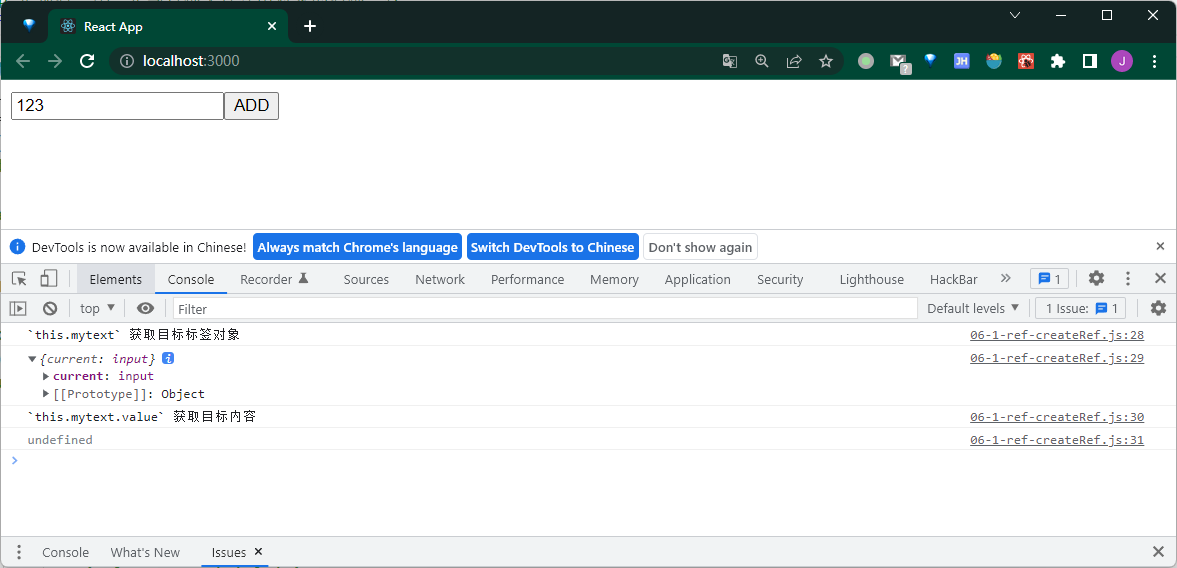 React App
localhost:3000
JH
?
J
123 ADD
DevTools is now available in Chinese! Always match Chrome's language Switch DevTools to Chinese Don't show again
Elements Console Recorder Sources Network Performance Memory Application Security Lighthouse HackBar 1
top Filter Default levels 1 Issue: 1
`this.mytext` 获取目标标签对象 06-1-ref-createRef.js:28
{current: input} 06-1-ref-createRef.js:29
current: input
[[Prototype]]: Object
`this.mytext.value` 获取目标内容 06-1-ref-createRef.js:30
undefined 06-1-ref-createRef.js:31
Console What's New Issues